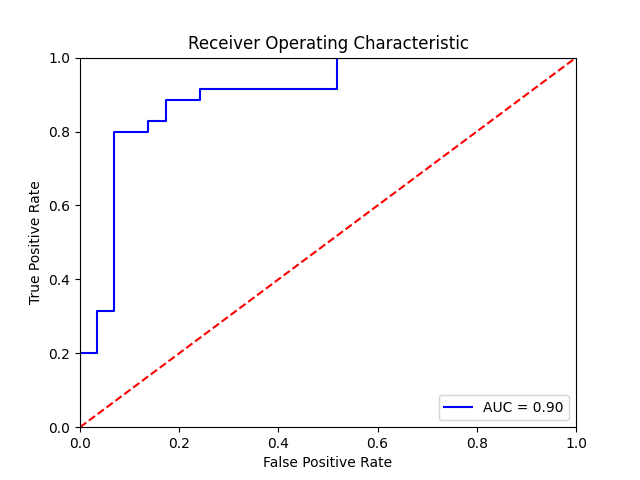 Receiver Operating Characteristic
1.0
0.8
0.6
0.4
0.2
0.0
True Positive Rate
AUC = 0.90
0.0 0.2 0.4 0.6 0.8 1.0
False Positive Rate